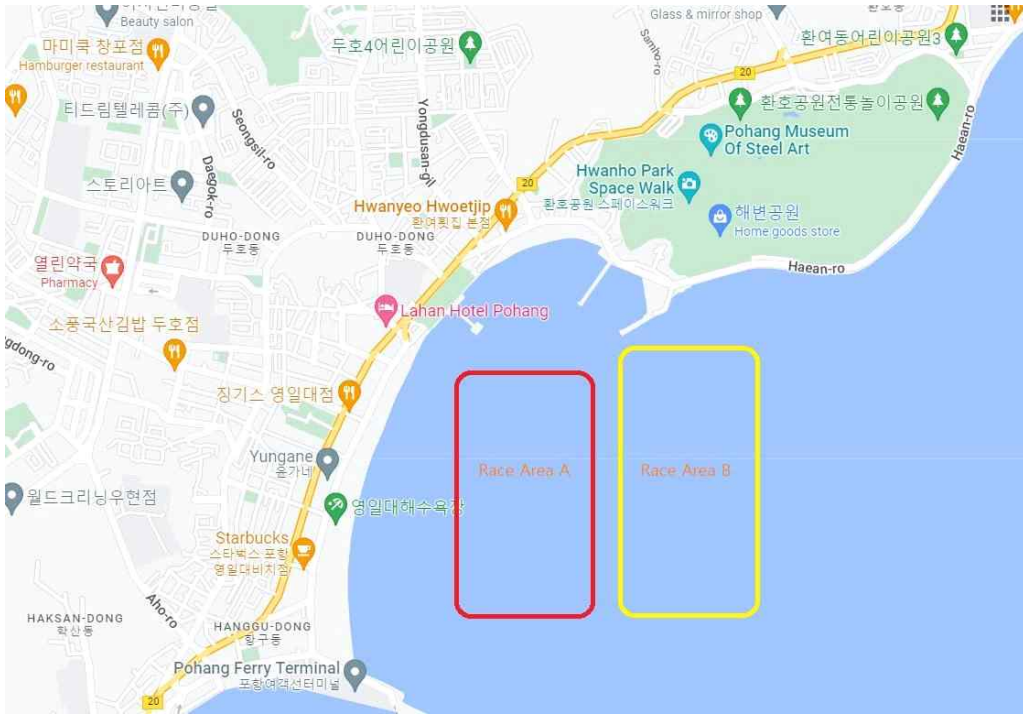 Beauty salon
Glass & mirror shop
마미쿡 창포점
Hamburger restaurant
두호4어린이공원
Samho-ro
환여동어린이공원3
20
티드림텔레콤(주)
Seongsil-ro
Yongdusan-gil
환호공원전통놀이공원
Haean-ro
Pohang Museum
Of Steel Art
스토리아트
Daegok-ro
Hwanho Park
Space Walk
환호공원 스페이스워크
20
Hwanyeo Hwoetjip
환여횟집 본점
해변공원
Home goods store
DUHO-DONG
두호동
DUHO-DONG
두호동
열린약국
Pharmacy
Haean-ro
Lahan Hotel Pohang
소풍국산김밥 두호점
gdong-ro
징기스 영일대점
Yungane
윤가네
Race Area A
Race Area B
월드크리닝우현점
영일대해수욕장
Starbucks
스타벅스 포항
영일대비치점
Aho-ro
HAKSAN-DONG
학산동
HANGGU-DONG
항구동
Pohang Ferry Terminal
포항여객선터미널
20